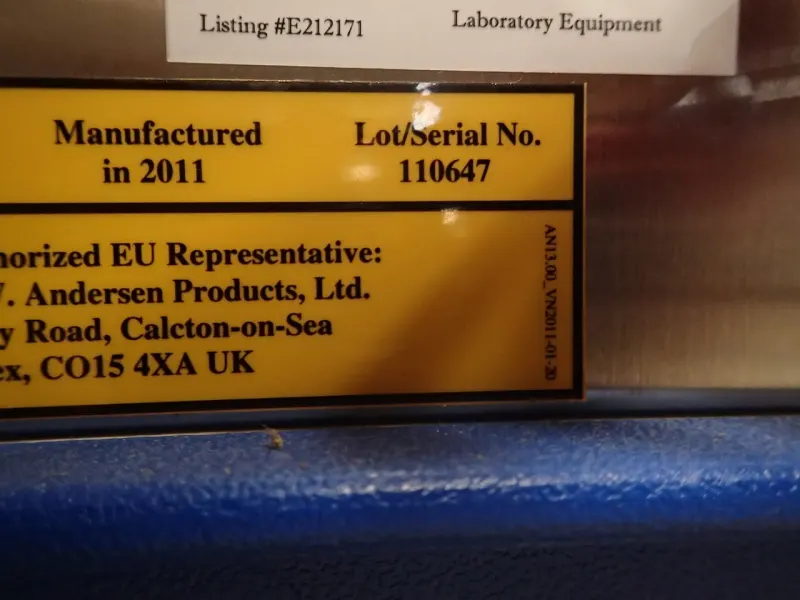 Listing #E212171
Laboratory Equipment
Manufactured
in 2011
Lot/Serial No.
110647
horized EU Representative:
. Andersen Products, Ltd.
y Road, Calcton-on-Sea
ex, CO15 4XA UK
AN13.00_VN2011-01-20